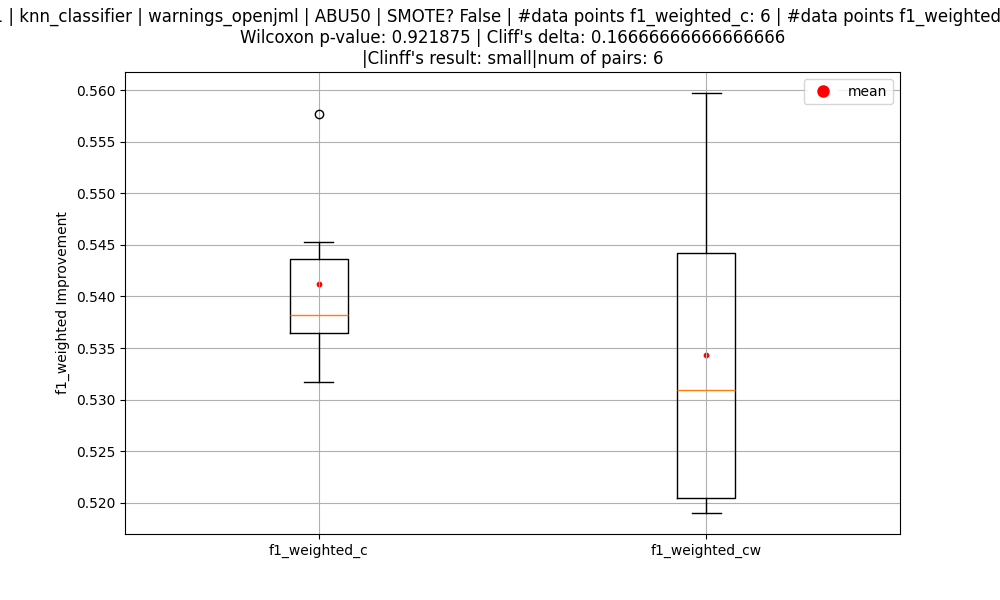 | knn_classifier | warnings_openjml | ABU50 | SMOTE? False | #data points f1_weighted_c: 6 | #data points f1_weighted
Wilcoxon p-value: 0.921875 | Cliff's delta: 0.16666666666666666
|Clinff's result: small|num of pairs: 6
mean
0.560
0.555
0.550
0.545
0.540
0.535
0.530
0.525
0.520
f1_weighted Improvement
f1_weighted_c
f1_weighted_cw